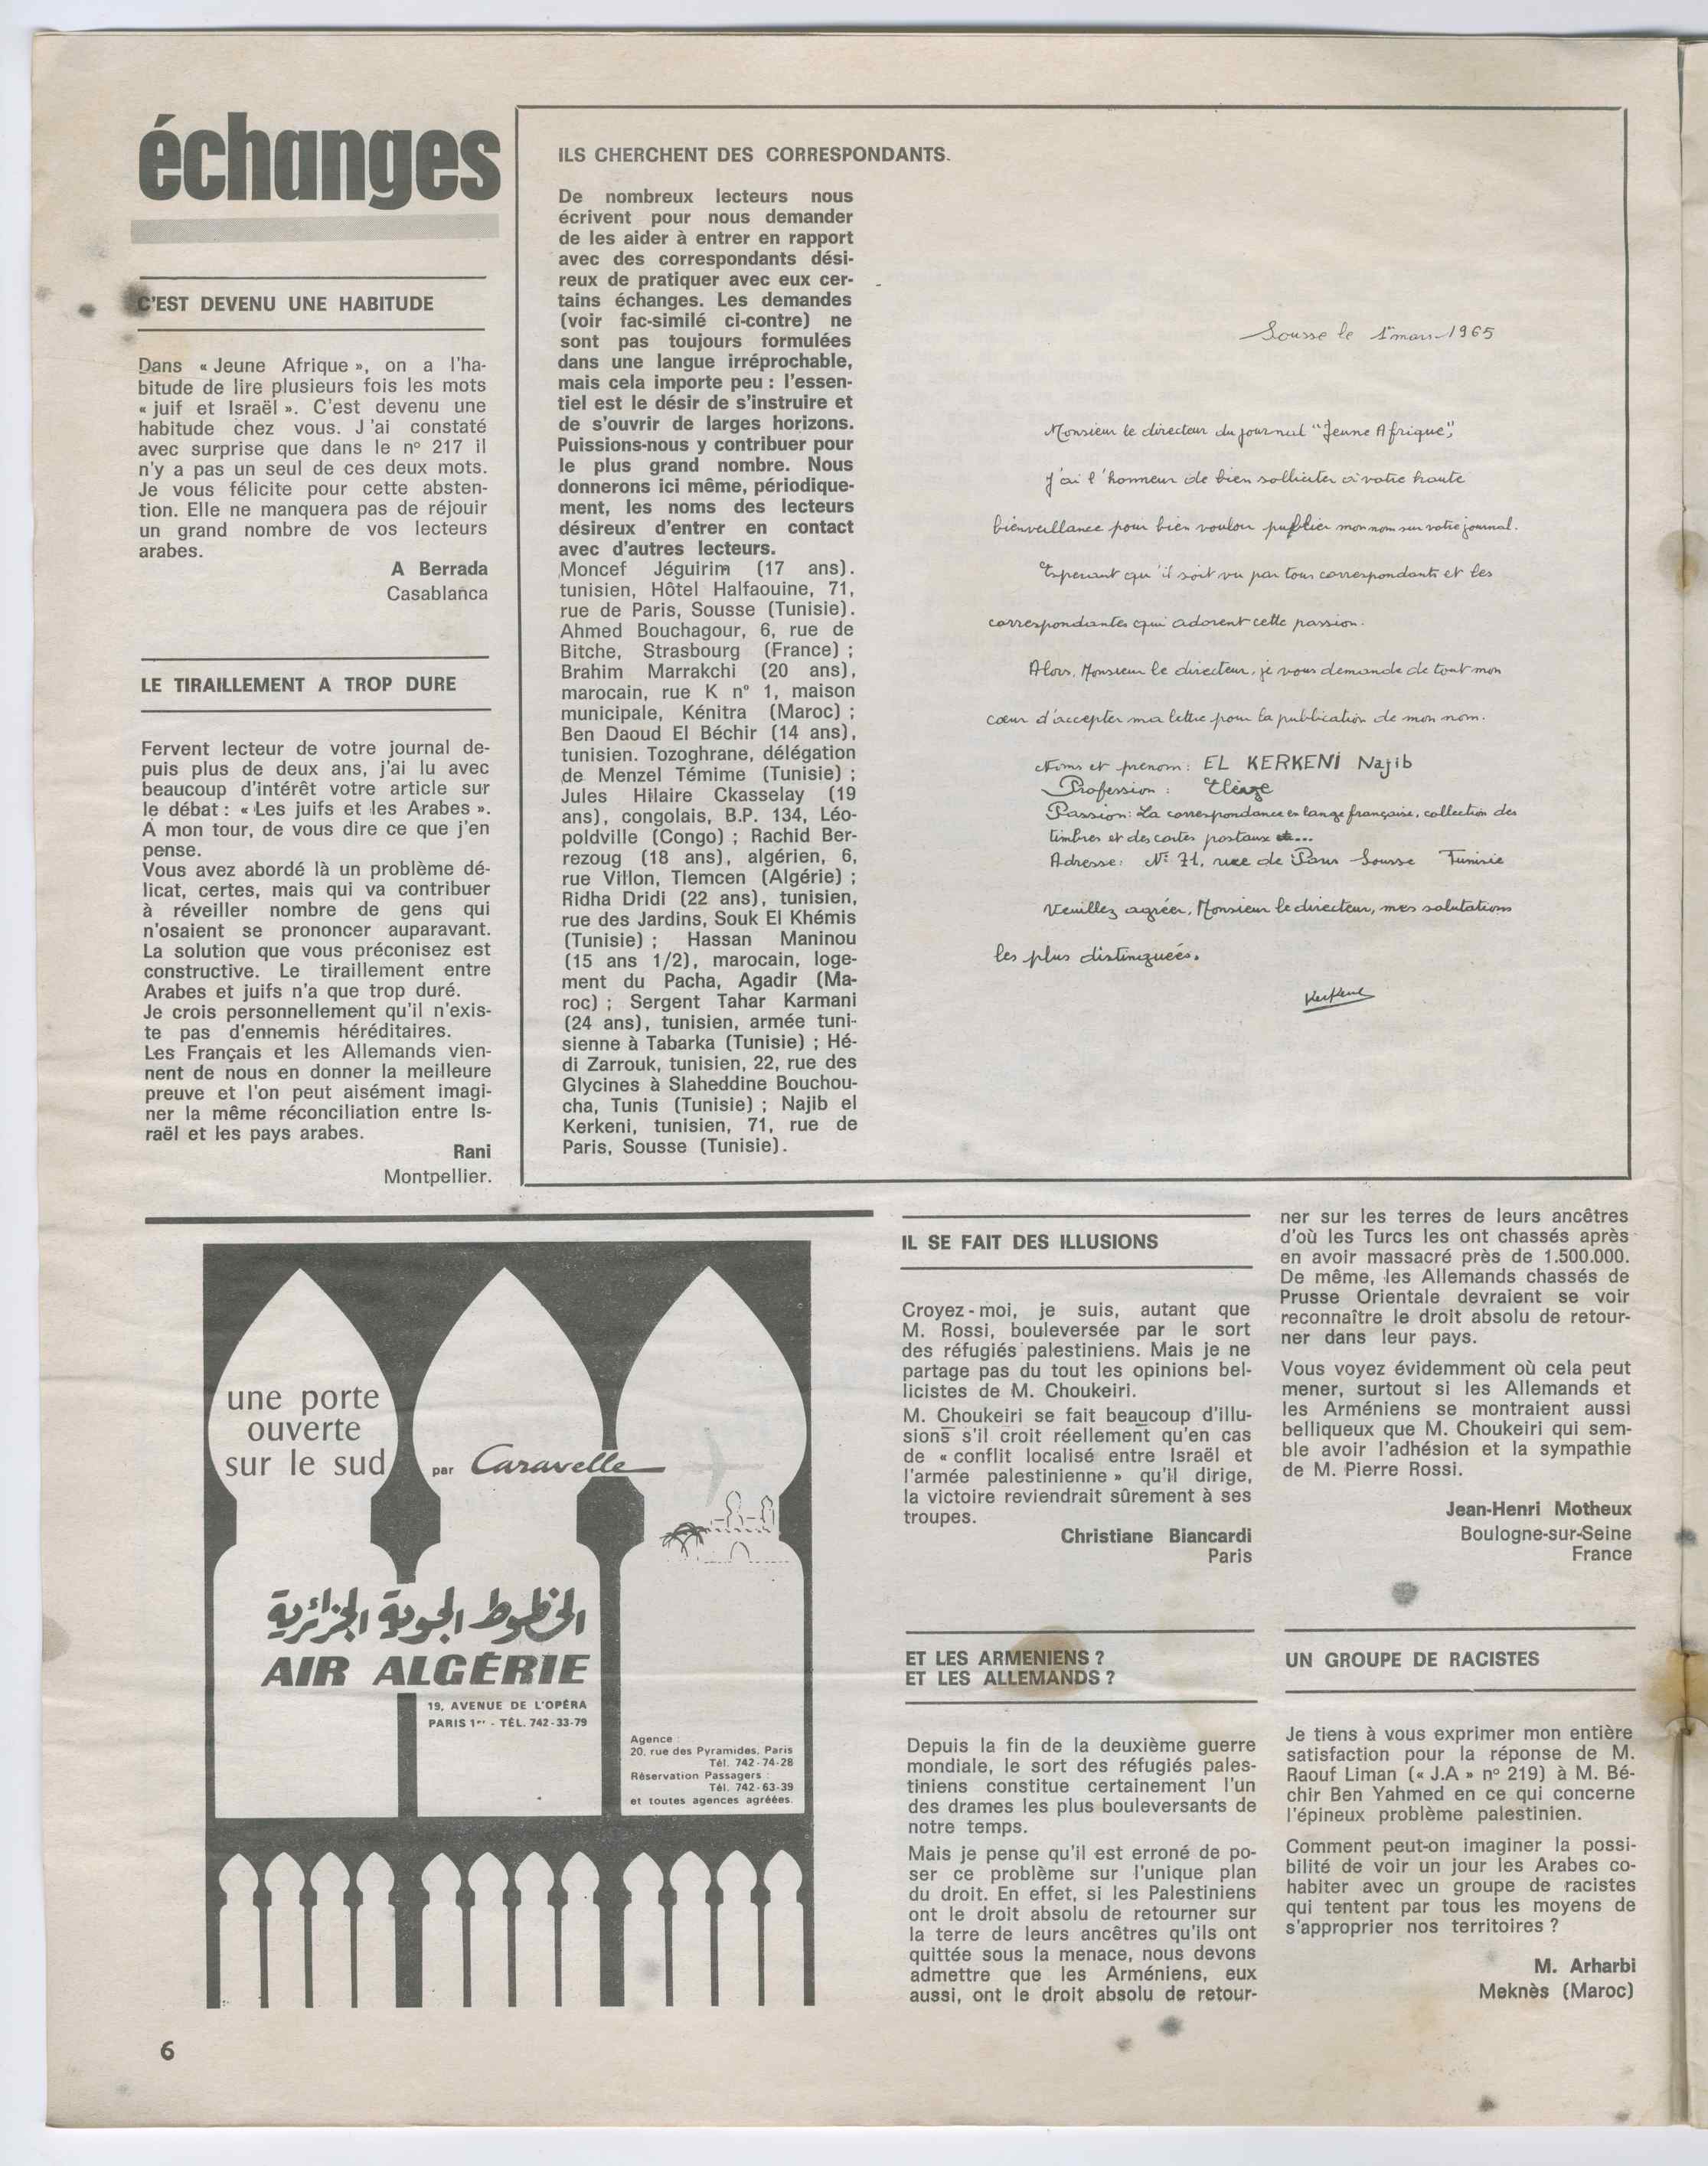 échanges
C'EST DEVENU UNE HABITUDE
Dans « Jeune Afrique », on a l'ha-
bitude de lire plusieurs fois les mots
« juif et Israël ». C'est devenu une
habitude chez vous. J'ai constaté
avec surprise que dans le n° 217 il
n'y a pas un seul de ces deux mots.
Je vous félicite pour cette absten-
tion. Elle ne manquera pas de réjouir
un grand nombre de vos lecteurs
arabes.
A Berrada
Casablanca
LE TIRAILLEMENT A TROP DURE
Fervent lecteur de votre journal de-
puis plus de deux ans, j'ai lu avec
beaucoup d'intérêt votre article sur
le débat : « Les juifs et les Arabes ».
A mon tour, de vous dire ce que j'en
pense.
Vous avez abordé là un problème dé-
licat, certes, mais qui va contribuer
à réveiller nombre de gens qui
n'osaient se prononcer auparavant.
La solution que vous préconisez est
constructive. Le tiraillement entre
Arabes et juifs n'a que trop duré.
Je crois personnellement qu'il n'exis-
te pas d'ennemis héréditaires.
Les Français et les Allemands vien-
nent de nous en donner la meilleure
preuve et l'on peut aisément imagi-
ner la même réconciliation entre Is-
raël et les pays arabes.
Rani
Montpellier.
ILS CHERCHENT DES CORRESPONDANTS.
De nombreux lecteurs nous
écrivent pour nous demander
de les aider à entrer en rapport
avec des correspondants dési-
reux de pratiquer avec eux cer-
tains échanges. Les demandes
(voir fac-similé ci-contre) ne
sont pas toujours formulées
dans une langue irréprochable,
mais cela importe peu : l'essen-
tiel est le désir de s'instruire et
de s'ouvrir de larges horizons.
Puissions-nous y contribuer pour
le plus grand nombre. Nous
donnerons ici même, périodique-
ment, les noms des lecteurs
désireux d'entrer en contact
avec d'autres lecteurs.
Moncef Jéguirim (17 ans).
tunisien, Hôtel Halfaouine, 71,
rue de Paris, Sousse (Tunisie).
Ahmed Bouchagour, 6, rue de
Bitche, Strasbourg (France) ;
Brahim Marrakchi (20 ans),
marocain, rue K n° 1, maison
municipale, Kénitra (Maroc) ;
Ben Daoud El Béchir (14 ans),
tunisien. Tozoghrane, délégation
de Menzel Témime (Tunisie) ;
Jules Hilaire Ckasselay (19
ans), congolais, B.P. 134, Léo-
poldville (Congo) ; Rachid Ber-
rezoug (18 ans), algérien, 6,
rue Villon, Tlemcen (Algérie) ;
Ridha Dridi (22 ans), tunisien,
rue des Jardins, Souk El Khémis
(Tunisie) ; Hassan Maninou
(15 ans 1/2), marocain, loge-
ment du Pacha, Agadir (Ma-
roc) ; Sergent Tahar Karmani
(24 ans), tunisien, armée tuni-
sienne à Tabarka (Tunisie) ; Hé-
di Zarrouk, tunisien, 22, rue des
Glycines à Slaheddine Bouchou-
cha, Tunis (Tunisie) ; Najib el
Kerkeni, tunisien, 71, rue de
Paris, Sousse (Tunisie).
Sousse le 1er mars 1965
Monsieur le directeur du journal "Jeune Afrique",
J'ai l'honneur de bien solliciter à votre haute
bienveillance pour bien vouloir publier mon nom sur votre journal.
Esperant qu'il soit vu par tous correspondants et les
correspondantes qui adorent cette passion.
Alors, Monsieur le directeur, je vous demande de tout mon
cœur d'accepter ma lettre pour la publication de mon nom.
Noms et prenom : EL KERKENI Najib
Profession : Elève
Passion : La correspondance en lange française, collection des
timbres et des cartes postaux
Adresse : N° 71, rue de Paris Sousse Tunisie
Veuillez agréer, Monsieur le directeur, mes salutations
les plus distinguées.
Kerkeni
une porte
ouverte
sur le sud
par Caravelle
الخطوط الجوية الجزائرية
AIR ALGÉRIE
19, AVENUE DE L'OPÉRA
PARIS 1er - TÉL. 742-33-79
Agence :
20, rue des Pyramides, Paris
Tél. 742-74-28
Réservation Passagers :
Tél. 742-63-39
et toutes agences agréées.
IL SE FAIT DES ILLUSIONS
Croyez-moi, je suis, autant que
M. Rossi, bouleversée par le sort
des réfugiés palestiniens. Mais je ne
partage pas du tout les opinions bel-
licistes de M. Choukeiri.
M. Choukeiri se fait beaucoup d'illu-
sions s'il croit réellement qu'en cas
de « conflit localisé entre Israël et
l'armée palestinienne » qu'il dirige,
la victoire reviendrait sûrement à ses
troupes.
Christiane Biancardi
Paris
ET LES ARMENIENS ?
ET LES ALLEMANDS ?
Depuis la fin de la deuxième guerre
mondiale, le sort des réfugiés pales-
tiniens constitue certainement l'un
des drames les plus bouleversants de
notre temps.
Mais je pense qu'il est erroné de po-
ser ce problème sur l'unique plan
du droit. En effet, si les Palestiniens
ont le droit absolu de retourner sur
la terre de leurs ancêtres qu'ils ont
quittée sous la menace, nous devons
admettre que les Arméniens, eux
aussi, ont le droit absolu de retour-
ner sur les terres de leurs ancêtres
d'où les Turcs les ont chassés après
en avoir massacré près de 1.500.000.
De même, les Allemands chassés de
Prusse Orientale devraient se voir
reconnaître le droit absolu de retour-
ner dans leur pays.
Vous voyez évidemment où cela peut
mener, surtout si les Allemands et
les Arméniens se montraient aussi
belliqueux que M. Choukeiri qui sem-
ble avoir l'adhésion et la sympathie
de M. Pierre Rossi.
Jean-Henri Motheux
Boulogne-sur-Seine
France
UN GROUPE DE RACISTES
Je tiens à vous exprimer mon entière
satisfaction pour la réponse de M.
Raouf Liman (« J.A » n° 219) à M. Bé-
chir Ben Yahmed en ce qui concerne
l'épineux problème palestinien.
Comment peut-on imaginer la possi-
bilité de voir un jour les Arabes co-
habiter avec un groupe de racistes
qui tentent par tous les moyens de
s'approprier nos territoires ?
M. Arharbi
Meknès (Maroc)
6